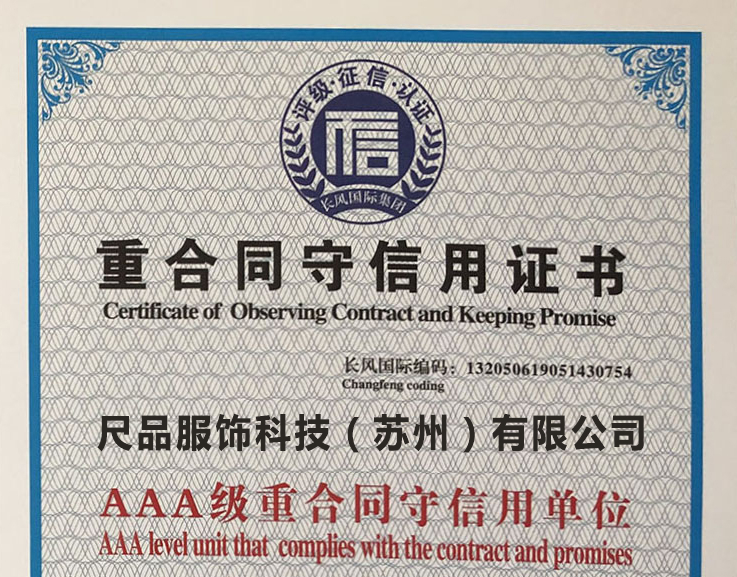 评级·征信·认证
信
长风国际集团
重合同守信用证书
Certificate of Observing Contract and Keeping Promise
长风国际编码：132050619051430754
Changfeng coding
尺品服饰科技（苏州）有限公司
AAA级重合同守信用单位
AAA level unit that complies with the contract and promises